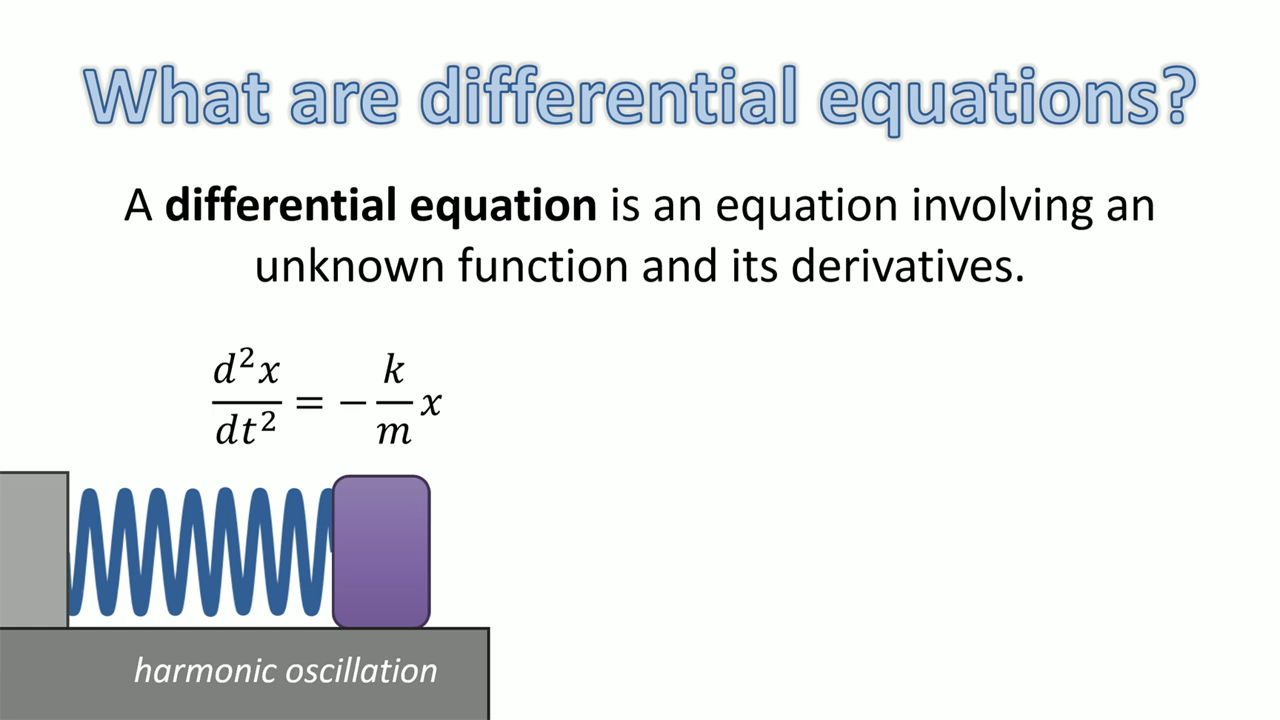 What are differential equations?
A differential equation is an equation involving an
unknown function and its derivatives.
d²x/dt² = −k/m x
harmonic oscillation